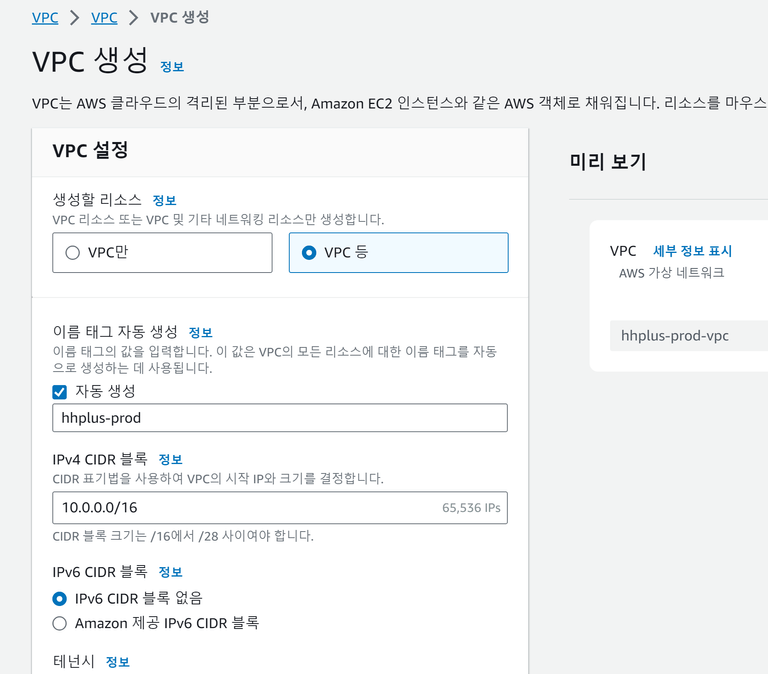 VPC > VPC > VPC 생성
VPC 생성 정보
VPC는 AWS 클라우드의 격리된 부분으로서, Amazon EC2 인스턴스와 같은 AWS 객체로 채워집니다. 리소스를 마우스
VPC 설정
생성할 리소스 정보
VPC 리소스 또는 VPC 및 기타 네트워킹 리소스만 생성합니다.
VPC만
VPC 등
이름 태그 자동 생성 정보
이름 태그의 값을 입력합니다. 이 값은 VPC의 모든 리소스에 대한 이름 태그를 자동
으로 생성하는 데 사용됩니다.
자동 생성
hhplus-prod
IPv4 CIDR 블록 정보
CIDR 표기법을 사용하여 VPC의 시작 IP와 크기를 결정합니다.
10.0.0.0/16 65,536 IPs
CIDR 블록 크기는 /16에서 /28 사이여야 합니다.
IPv6 CIDR 블록 정보
IPv6 CIDR 블록 없음
Amazon 제공 IPv6 CIDR 블록
테넌시 정보
미리 보기
VPC 세부 정보 표시
AWS 가상 네트워크
hhplus-prod-vpc